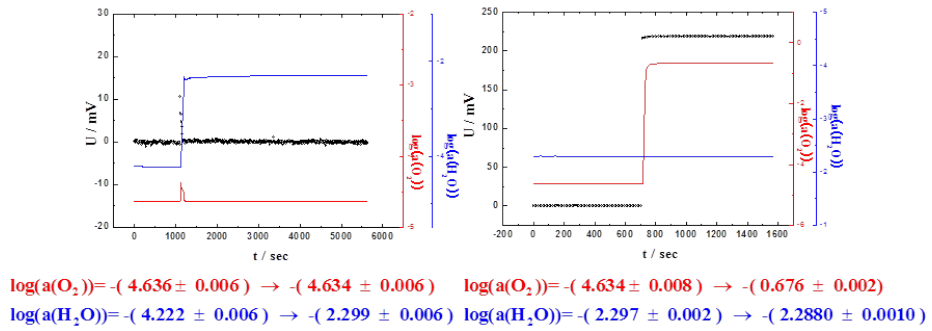 30
20
10
0
-10
-20
U / mV
0 1000 2000 3000 4000 5000 6000
t / sec
-2
-3
-4
-5
log(a(O₂))
-2
-4
log(a(H₂O))
250
200
150
100
50
0
U / mV
-200 0 200 400 600 800 1000 1200 1400 1600
t / sec
0
log(a(O₂))
-5
-4
-3
-2
-1
log(a(H₂O))
log(a(O₂))= -( 4.636 ± 0.006 ) → -( 4.634 ± 0.006 ) log(a(O₂))= -( 4.634 ± 0.008 ) → -( 0.676 ± 0.002)
log(a(H₂O))= -( 4.222 ± 0.006 ) → -( 2.299 ± 0.006 ) log(a(H₂O))= -( 2.297 ± 0.002 ) → -( 2.2880 ± 0.0010 )